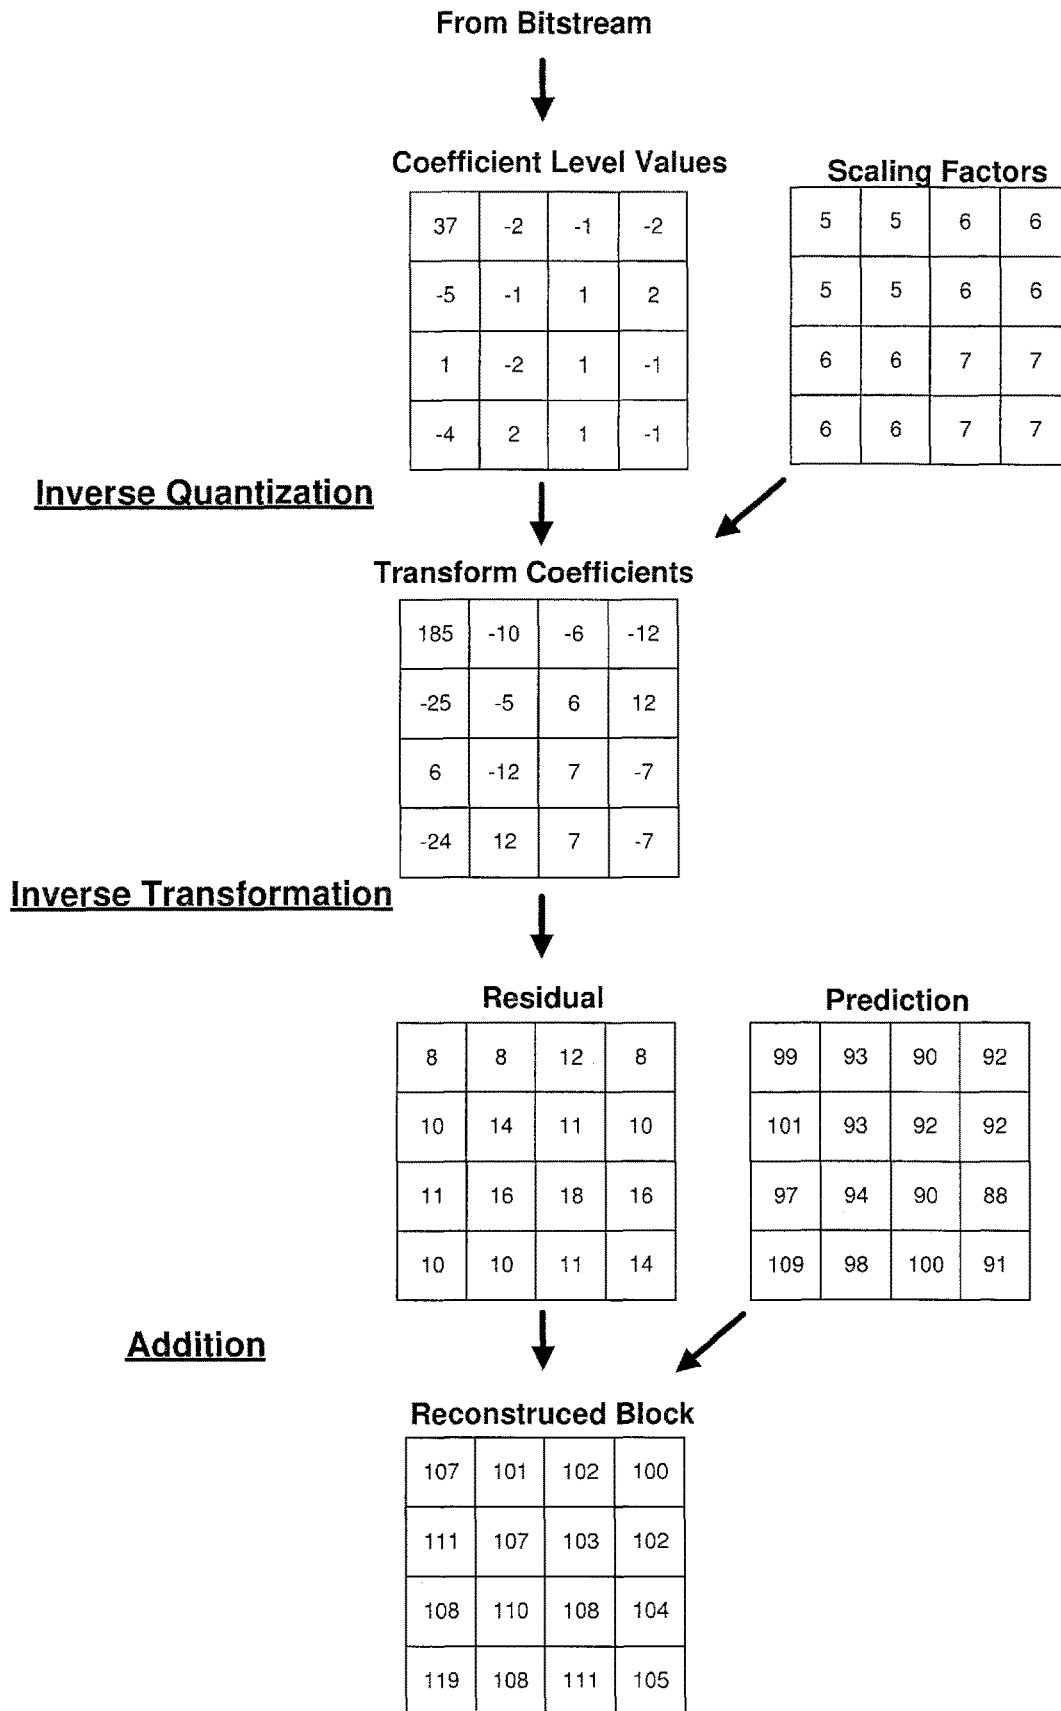 From Bitstream
Coefficient Level Values
Scaling Factors
37 -2 -1 -2
-5 -1 1 2
1 -2 1 -1
-4 2 1 -1
5 5 6 6
5 5 6 6
6 6 7 7
6 6 7 7
Inverse Quantization
Transform Coefficients
185 -10 -6 -12
-25 -5 6 12
6 -12 7 -7
-24 12 7 -7
Inverse Transformation
Residual
Prediction
8 8 12 8
10 14 11 10
11 16 18 16
10 10 11 14
99 93 90 92
101 93 92 92
97 94 90 88
109 98 100 91
Addition
Reconstruced Block
107 101 102 100
111 107 103 102
108 110 108 104
119 108 111 105